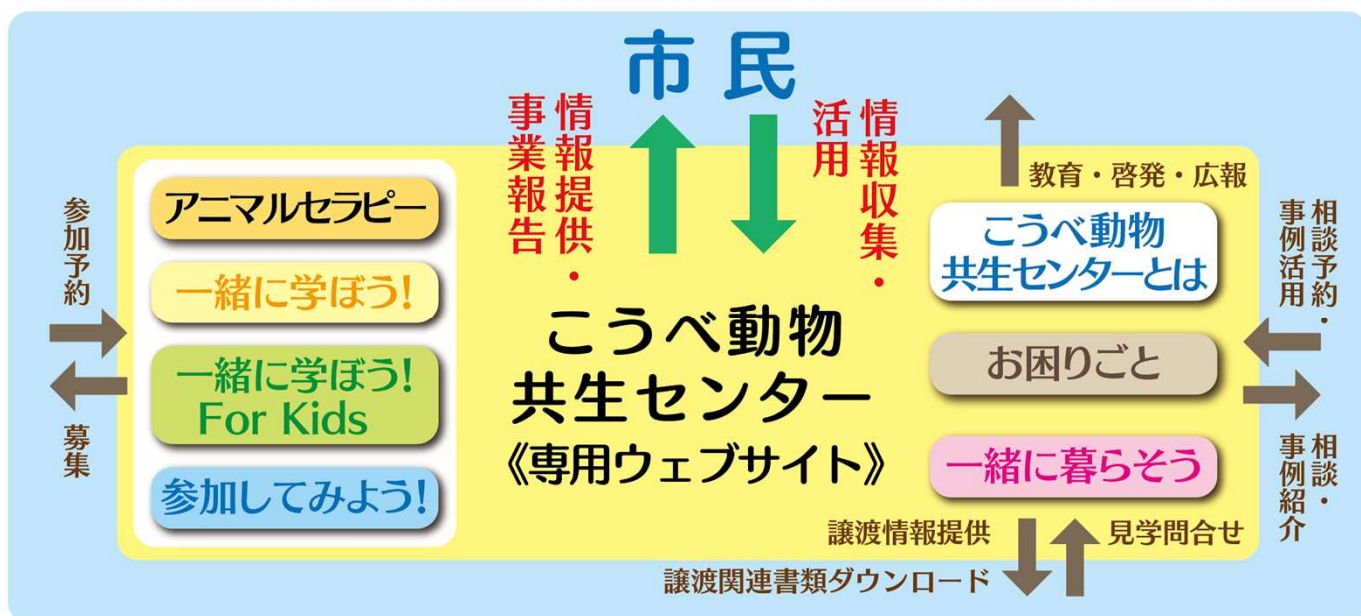 市民
情報提供・
事業報告
情報収集・
活用
教育・啓発・広報
参加予約
募集
アニマルセラピー
一緒に学ぼう!
一緒に学ぼう!
For Kids
参加してみよう!
こうべ動物
共生センター
《専用ウェブサイト》
こうべ動物
共生センターとは
お困りごと
一緒に暮らそう
相談予約・
事例活用
相談・
事例紹介
譲渡情報提供
見学問合せ
譲渡関連書類ダウンロード